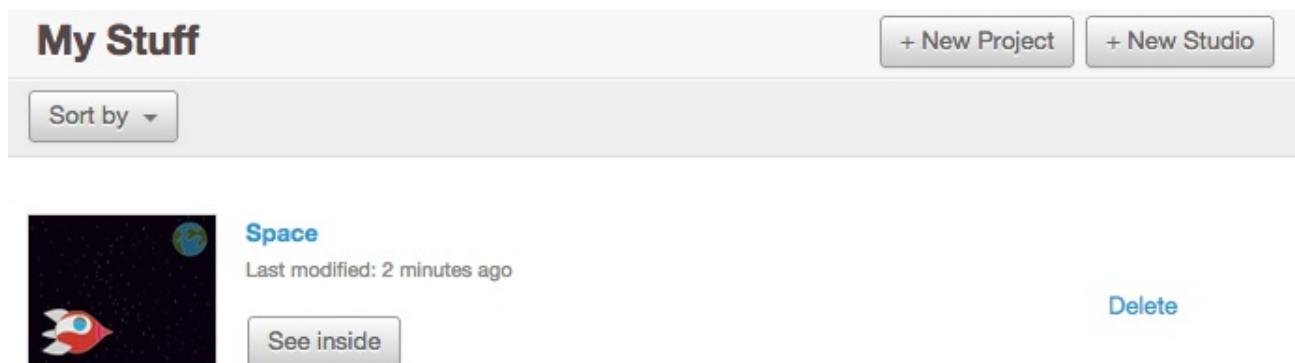 My Stuff
+ New Project
+ New Studio
Sort by
Space
Last modified: 2 minutes ago
Delete
See inside